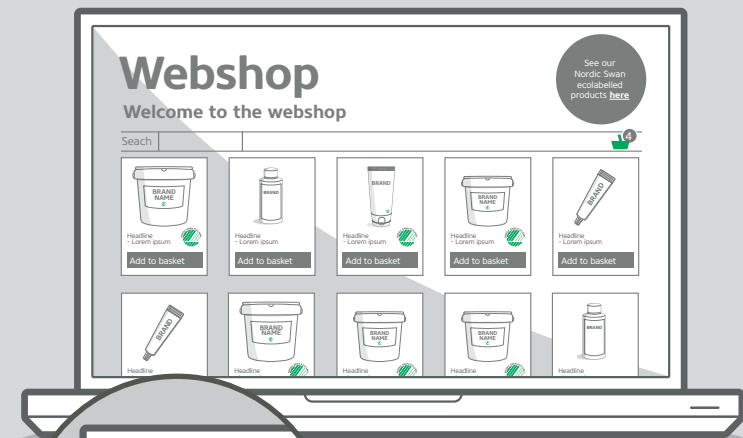 Webshop
Welcome to the webshop
See our
Nordic Swan
ecolabelled
products here
Seach
4
BRAND
NAME
Headline
- Lorem ipsum
Add to basket
BRAND
Headline
- Lorem ipsum
Add to basket
BRAND
Headline
- Lorem ipsum
Add to basket
BRAND
NAME
Headline
- Lorem ipsum
Add to basket
BRAND
Headline
- Lorem ipsum
Add to basket
BRAND
Headline
BRAND
NAME
Headline
BRAND
NAME
Headline
BRAND
NAME
Headline
BRAND
Headline